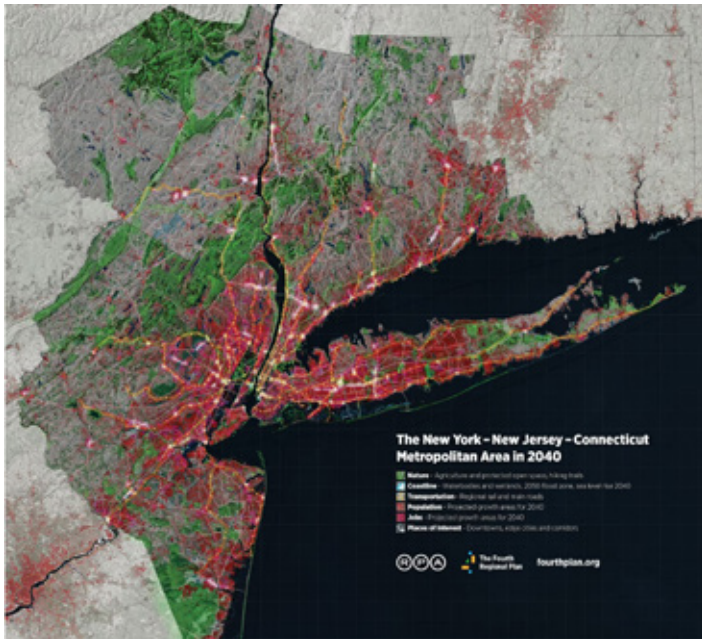 The New York – New Jersey – Connecticut
Metropolitan Area in 2040
Nature - Agriculture and protected open space, hiking trails
Coastline - Waterbodies and wetlands, 2050 flood zone, sea level rise 2040
Transportation - Regional rail and main roads
Population - Projected growth areas for 2040
Jobs - Projected growth areas for 2040
Places of Interest - Downtowns, edge cities and corridors
RPA
The Fourth
Regional Plan
fourthplan.org